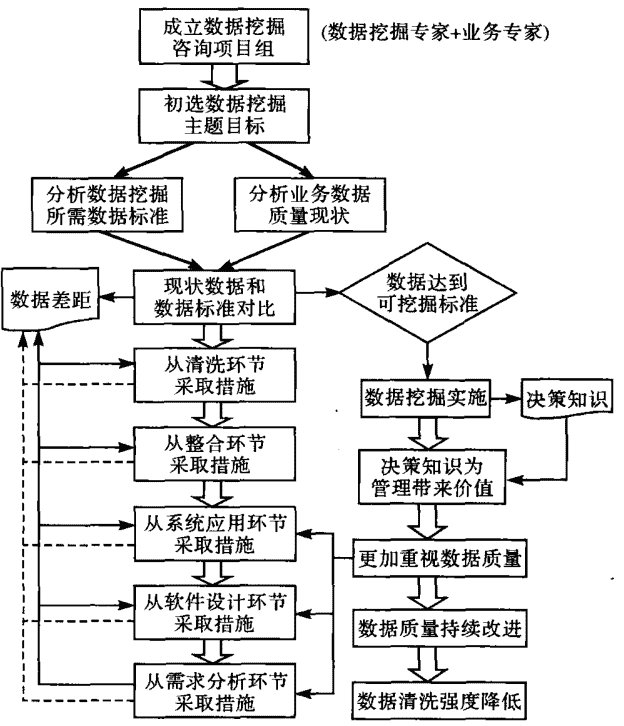 成立数据挖掘
咨询项目组
(数据挖掘专家+业务专家)
初选数据挖掘
主题目标
分析数据挖掘
所需数据标准
分析业务数据
质量现状
数据差距
现状数据和
数据标准对比
数据达到
可挖掘标准
从清洗环节
采取措施
数据挖掘实施
决策知识
从整合环节
采取措施
决策知识为
管理带来价值
从系统应用环节
采取措施
更加重视数据质量
从软件设计环节
采取措施
数据质量持续改进
从需求分析环节
采取措施
数据清洗强度降低